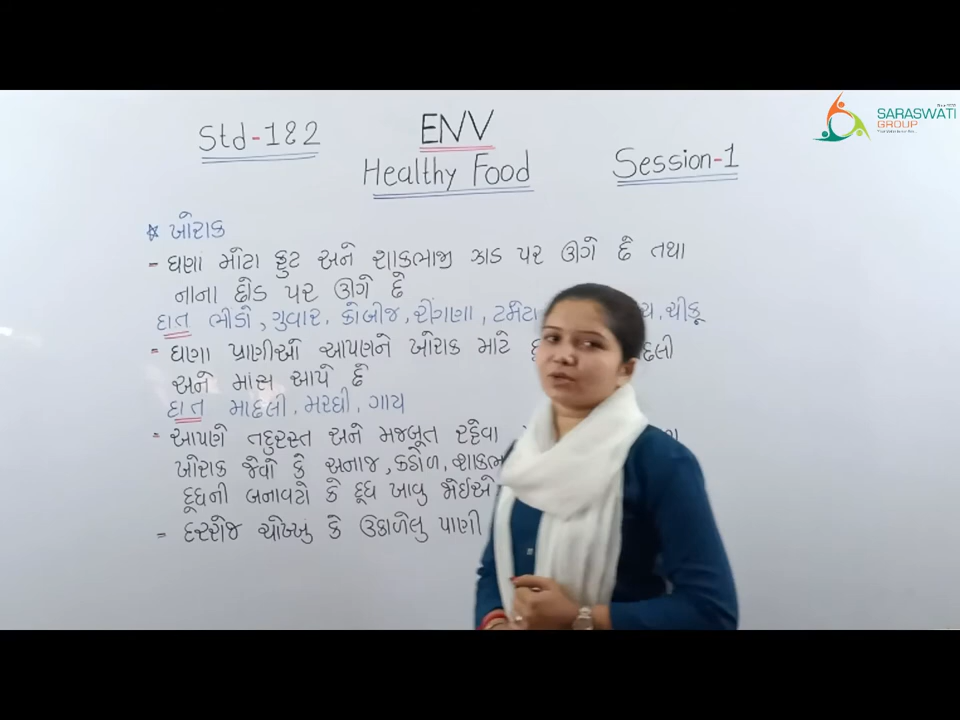 SARASWATI
GROUP
Std-1&2
ENV
Healthy Food
Session-1
☆ ખોરાક
- ઘણાં મોટા ફ્રુટ અને શાકભાજી ઝાડ પર ઊગે છે તથા
નાના છોડ પર ઊગે છે
દા ત ભીંડો, ગુવાર, કોબીજ, રીંગણા, ટમેટા ચીકૂ
- ઘણા પ્રાણીઓ આપણને ખોરાક માટે
અને માંસ આપે છે
દા ત માછલી, મરઘી, ગાય
- આપણે તદુરસ્ત અને મજબૂત રહેવા
ખોરાક જેવો કે અનાજ, કઠોળ,
દૂધની બનાવટો કે દૂધ ખાવુ જોઈએ
- દરરોજ ચોખ્ખુ કે ઉકાળેલુ પાણી